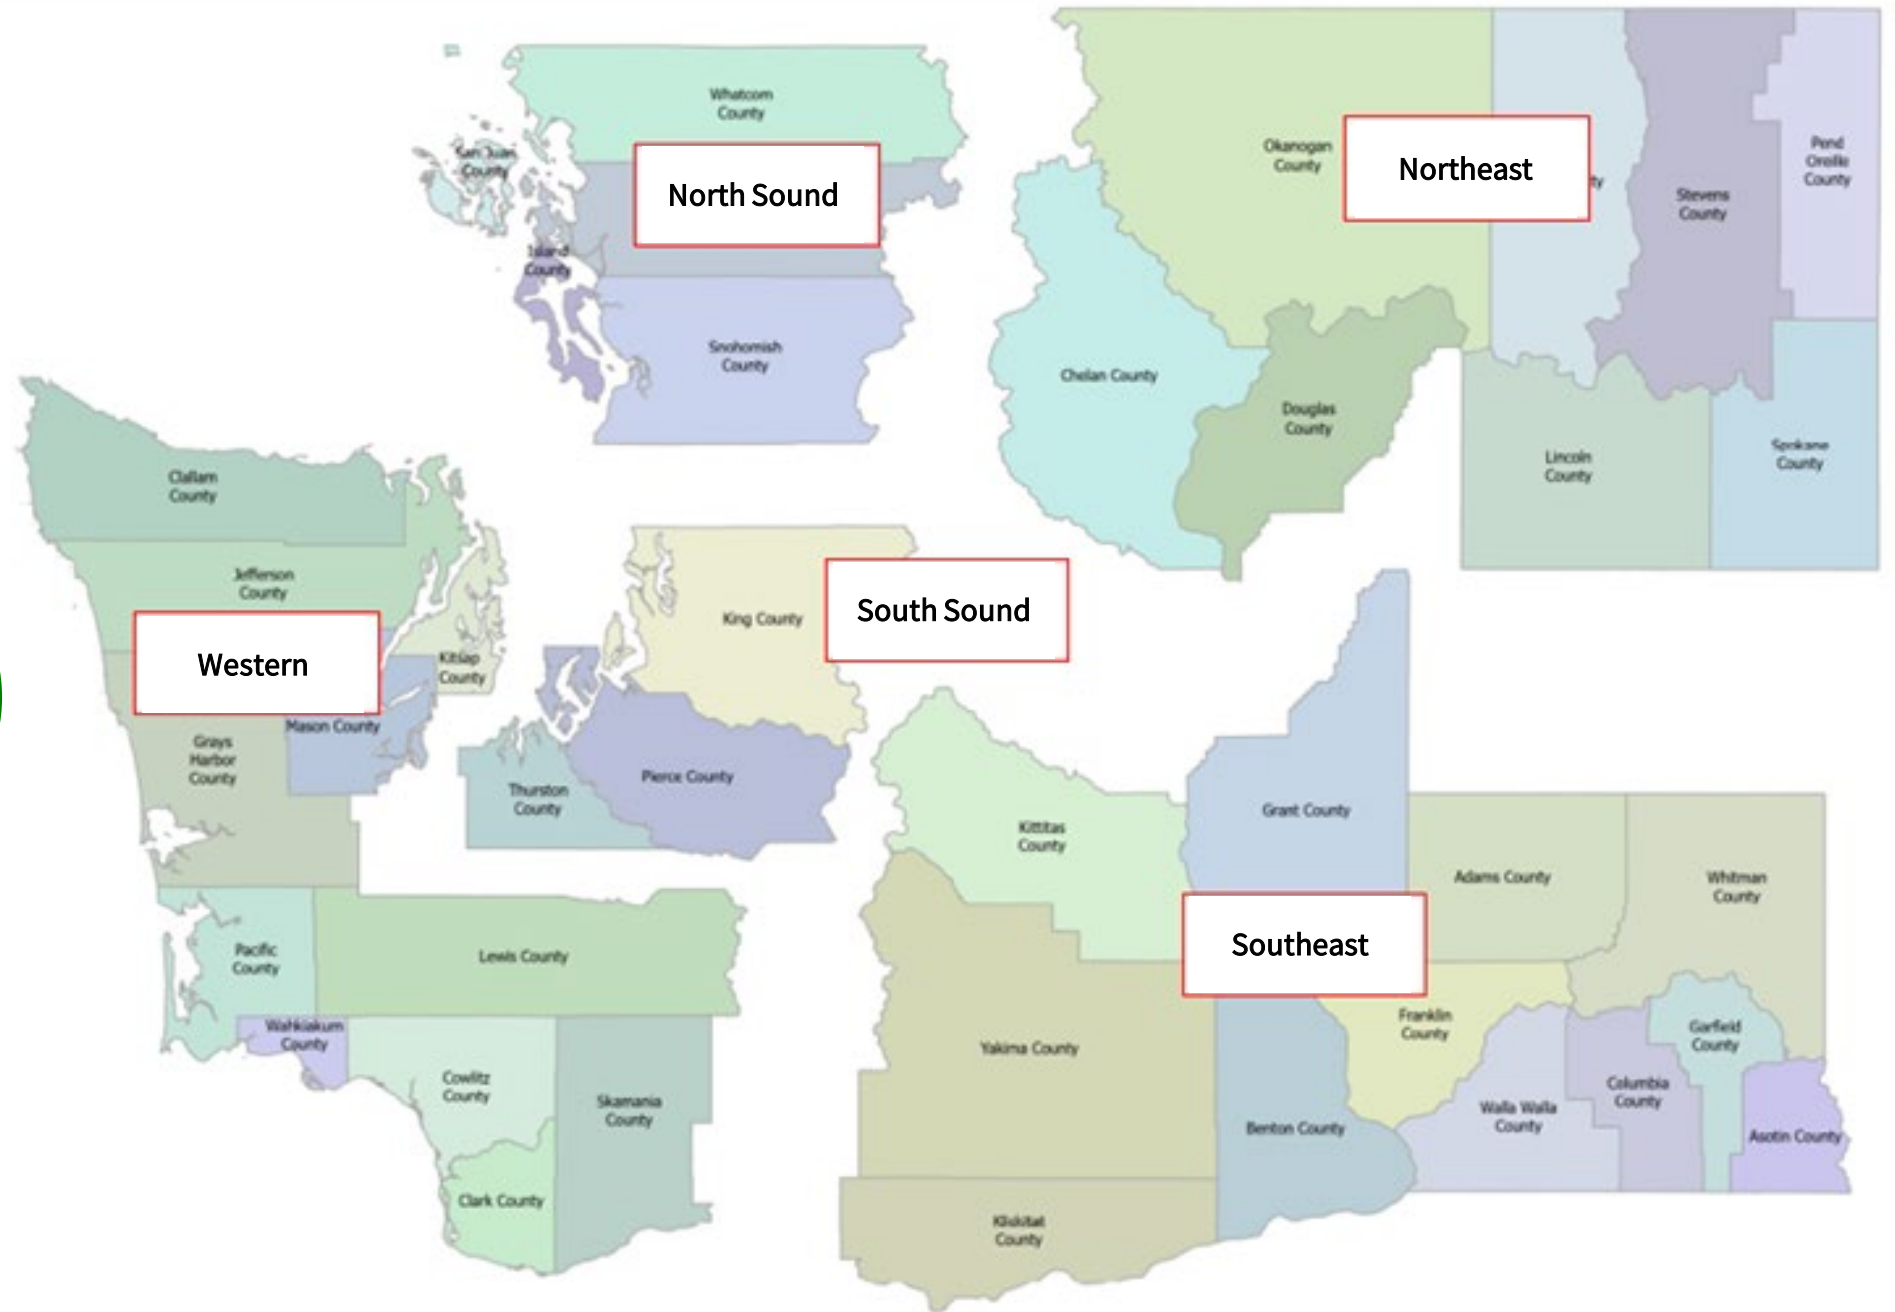 Whatcom
County
San Juan
County
North Sound
Island
County
Snohomish
County
Okanogan
County
Northeast
ty
Stevens
County
Pend
Oreille
County
Chelan County
Douglas
County
Lincoln
County
Spokane
County
Clallam
County
Jefferson
County
Western
Kitsap
County
Mason County
Grays
Harbor
County
Pacific
County
Lewis County
Wahkiakum
County
Cowlitz
County
Skamania
County
Clark County
King County
South Sound
Pierce County
Thurston
County
Kittitas
County
Grant County
Adams County
Whitman
County
Southeast
Yakima County
Franklin
County
Garfield
County
Benton County
Walla Walla
County
Columbia
County
Asotin County
Klickitat
County